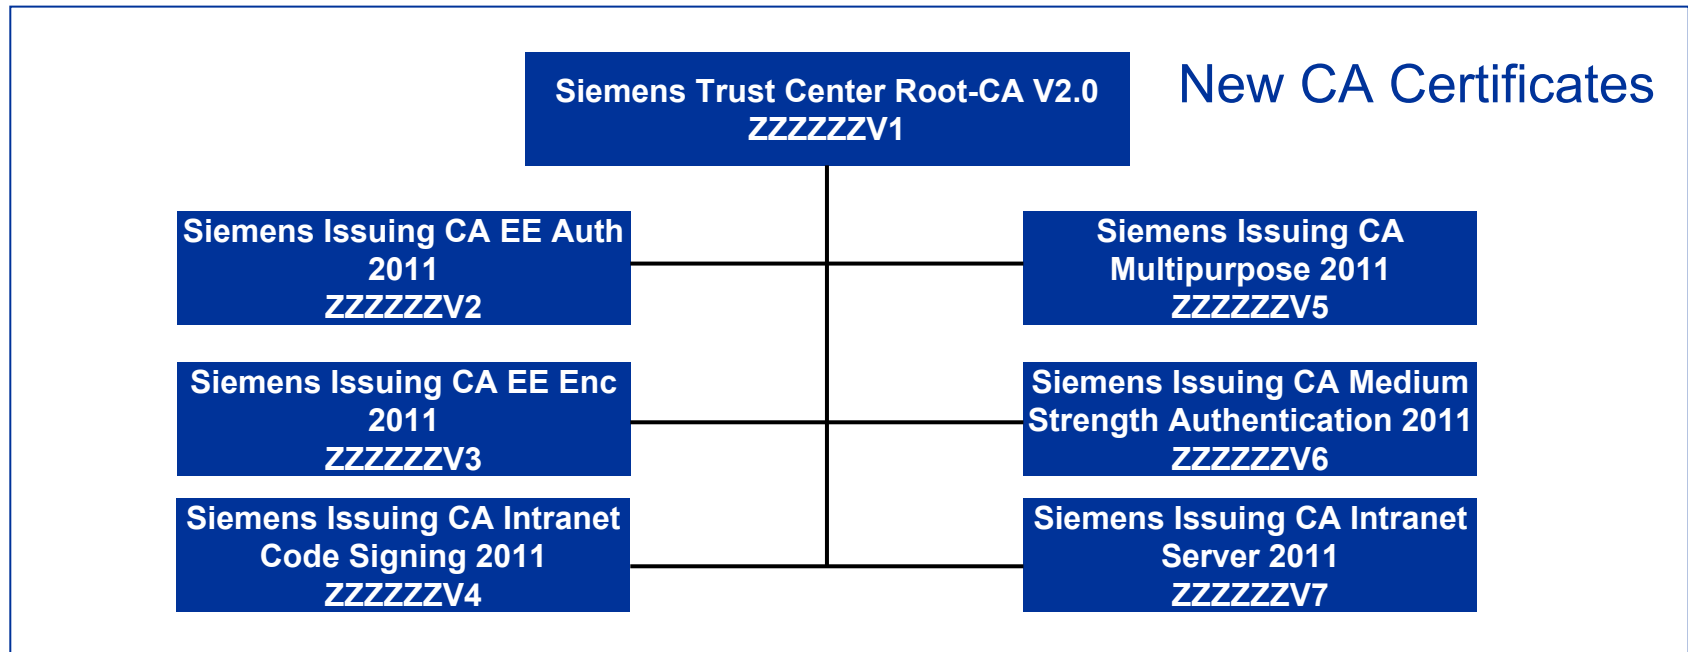 Siemens Trust Center Root-CA V2.0
ZZZZZZV1
New CA Certificates
Siemens Issuing CA EE Auth
2011
ZZZZZZV2
Siemens Issuing CA
Multipurpose 2011
ZZZZZZV5
Siemens Issuing CA EE Enc
2011
ZZZZZZV3
Siemens Issuing CA Medium
Strength Authentication 2011
ZZZZZZV6
Siemens Issuing CA Intranet
Code Signing 2011
ZZZZZZV4
Siemens Issuing CA Intranet
Server 2011
ZZZZZZV7